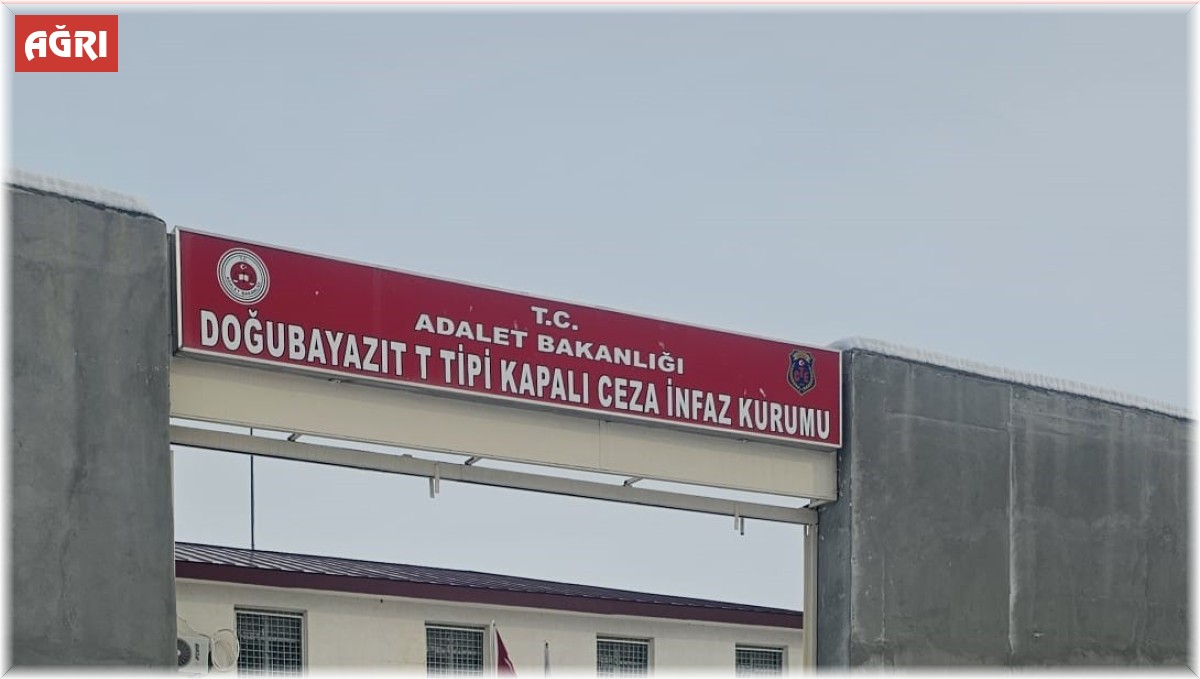 AĞRI
T.C.
ADALET BAKANLIĞI
DOĞUBAYAZIT T TİPİ KAPALI CEZA İNFAZ KURUMU